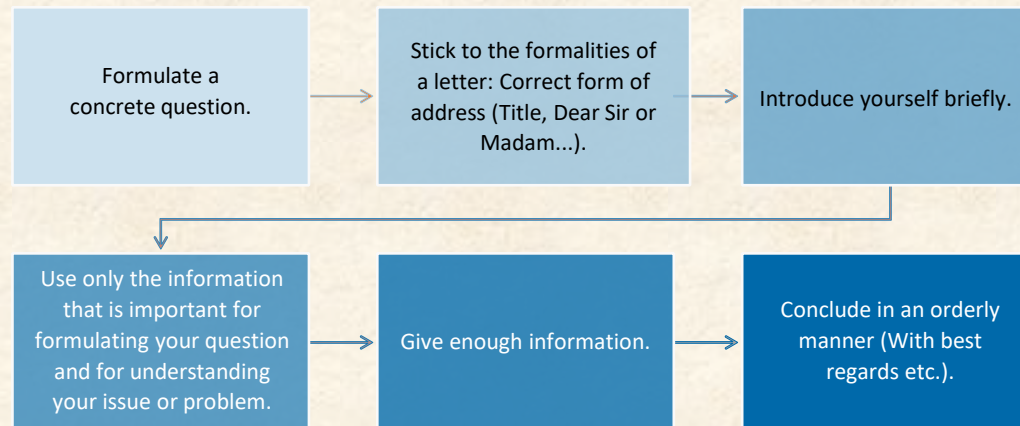 Formulate a
concrete question.
Stick to the formalities of
a letter: Correct form of
address (Title, Dear Sir or
Madam...).
Introduce yourself briefly.
Use only the information
that is important for
formulating your question
and for understanding
your issue or problem.
Give enough information.
Conclude in an orderly
manner (With best
regards etc.).